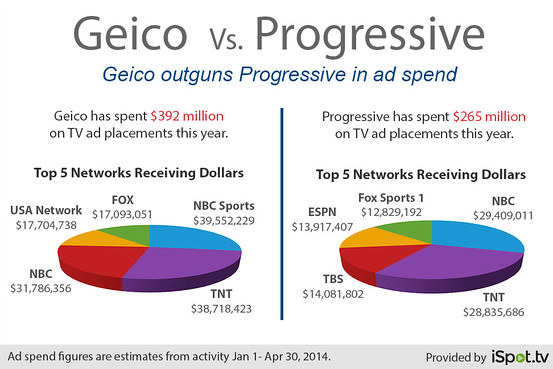 Geico Vs. Progressive
Geico outguns Progressive in ad spend
Geico has spent $392 million
on TV ad placements this year.
Top 5 Networks Receiving Dollars
FOX
$17,093,051
NBC Sports
$39,552,229
USA Network
$17,704,738
NBC
$31,786,356
TNT
$38,718,423
Progressive has spent $265 million
on TV ad placements this year.
Top 5 Networks Receiving Dollars
Fox Sports 1
$12,829,192
NBC
$29,409,011
ESPN
$13,917,407
TBS
$14,081,802
TNT
$28,835,686
Ad spend figures are estimates from activity Jan 1- Apr 30, 2014.
Provided by iSpot.tv